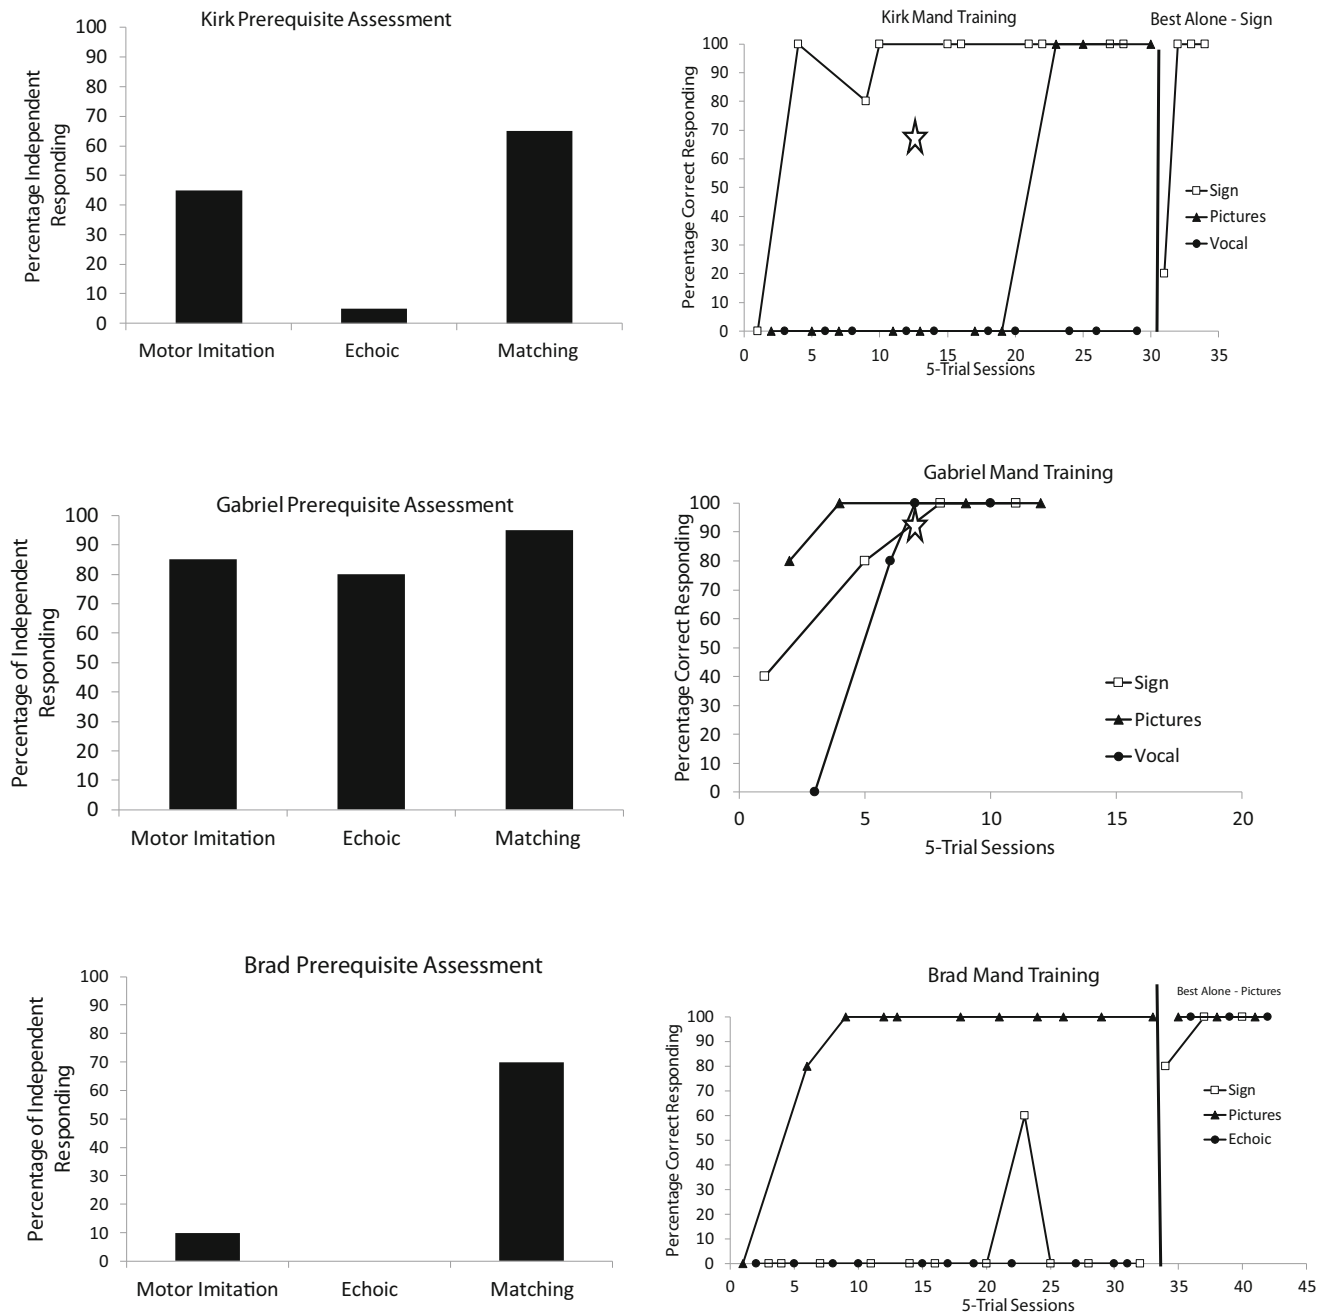 Kirk Prerequisite Assessment
Percentage Independent
Responding
100
90
80
70
60
50
40
30
20
10
0
Motor Imitation
Echoic
Matching
Kirk Mand Training
Best Alone - Sign
Percentage Correct Responding
100
90
80
70
60
50
40
30
20
10
0
0
5
10
15
20
25
30
35
5-Trial Sessions
Sign
Pictures
Vocal
Gabriel Prerequisite Assessment
Percentage of Independent
Responding
100
90
80
70
60
50
40
30
20
10
0
Motor Imitation
Echoic
Matching
Gabriel Mand Training
Percentage Correct Responding
100
90
80
70
60
50
40
30
20
10
0
0
5
10
15
20
5-Trial Sessions
Sign
Pictures
Vocal
Brad Prerequisite Assessment
Percentage of Independent
Responding
100
90
80
70
60
50
40
30
20
10
0
Motor Imitation
Echoic
Matching
Brad Mand Training
Best Alone - Pictures
Percentage Correct Responding
100
90
80
70
60
50
40
30
20
10
0
0
5
10
15
20
25
30
35
40
45
5-Trial Sessions
Sign
Pictures
Echoic